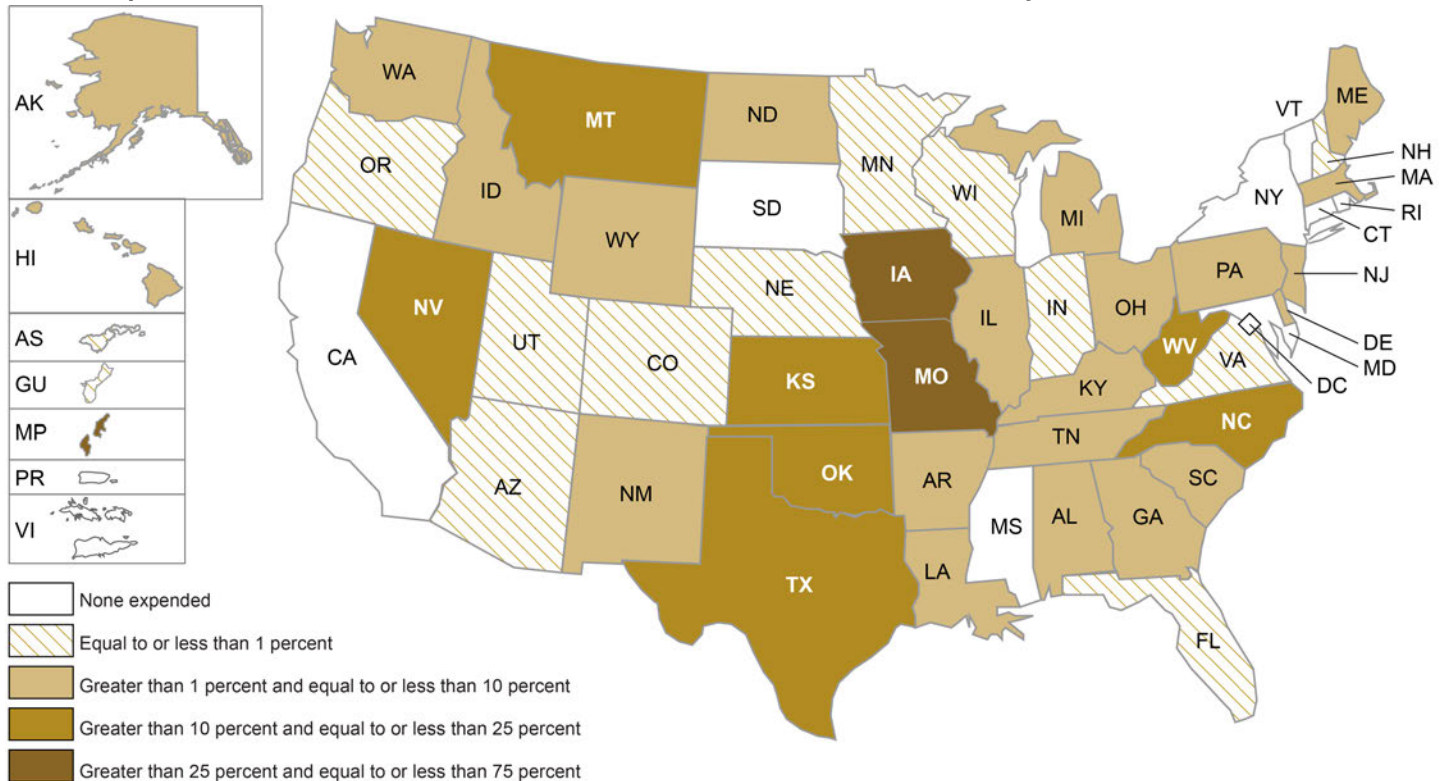 AK
HI
AS
GU
MP
PR
VI
WA
MT
ND
MN
VT
ME
NH
MA
RI
CT
OR
ID
SD
WI
NY
WY
MI
NJ
IA
PA
NE
NV
IL
IN
OH
DE
MD
DC
UT
CO
CA
KS
MO
WV
VA
KY
NC
TN
OK
AZ
NM
AR
SC
MS
AL
GA
LA
TX
FL
None expended
Equal to or less than 1 percent
Greater than 1 percent and equal to or less than 10 percent
Greater than 10 percent and equal to or less than 25 percent
Greater than 25 percent and equal to or less than 75 percent